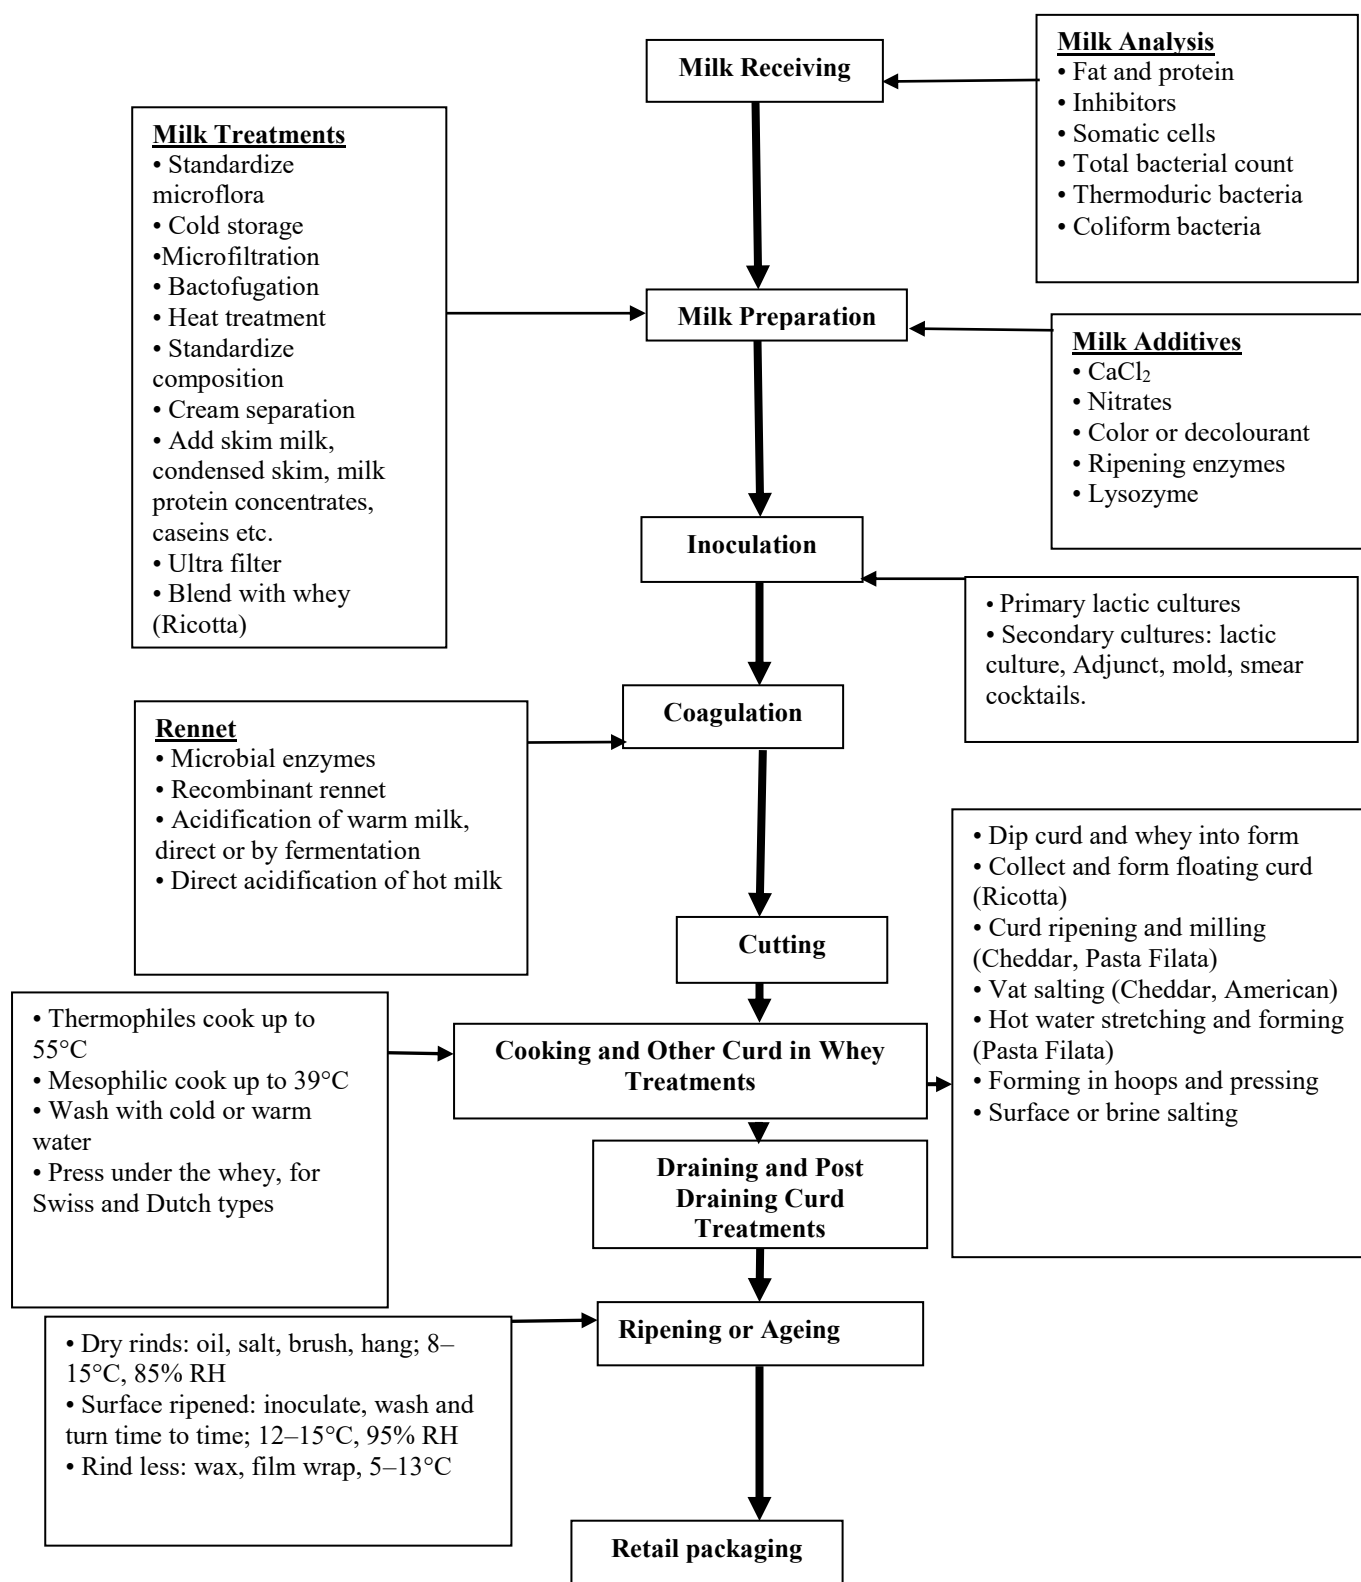 Milk Receiving
Milk Analysis
• Fat and protein
• Inhibitors
• Somatic cells
• Total bacterial count
• Thermoduric bacteria
• Coliform bacteria
Milk Treatments
• Standardize
microflora
• Cold storage
•Microfiltration
• Bactofugation
• Heat treatment
• Standardize
composition
• Cream separation
• Add skim milk,
condensed skim, milk
protein concentrates,
caseins etc.
• Ultra filter
• Blend with whey
(Ricotta)
Milk Preparation
Milk Additives
• CaCl₂
• Nitrates
• Color or decolourant
• Ripening enzymes
• Lysozyme
Inoculation
• Primary lactic cultures
• Secondary cultures: lactic
culture, Adjunct, mold, smear
cocktails.
Coagulation
Rennet
• Microbial enzymes
• Recombinant rennet
• Acidification of warm milk,
direct or by fermentation
• Direct acidification of hot milk
Cutting
• Dip curd and whey into form
• Collect and form floating curd
(Ricotta)
• Curd ripening and milling
(Cheddar, Pasta Filata)
• Vat salting (Cheddar, American)
• Hot water stretching and forming
(Pasta Filata)
• Forming in hoops and pressing
• Surface or brine salting
• Thermophiles cook up to
55°C
• Mesophilic cook up to 39°C
• Wash with cold or warm
water
• Press under the whey, for
Swiss and Dutch types
Cooking and Other Curd in Whey
Treatments
Draining and Post
Draining Curd
Treatments
Ripening or Ageing
• Dry rinds: oil, salt, brush, hang; 8–
15°C, 85% RH
• Surface ripened: inoculate, wash and
turn time to time; 12–15°C, 95% RH
• Rind less: wax, film wrap, 5–13°C
Retail packaging